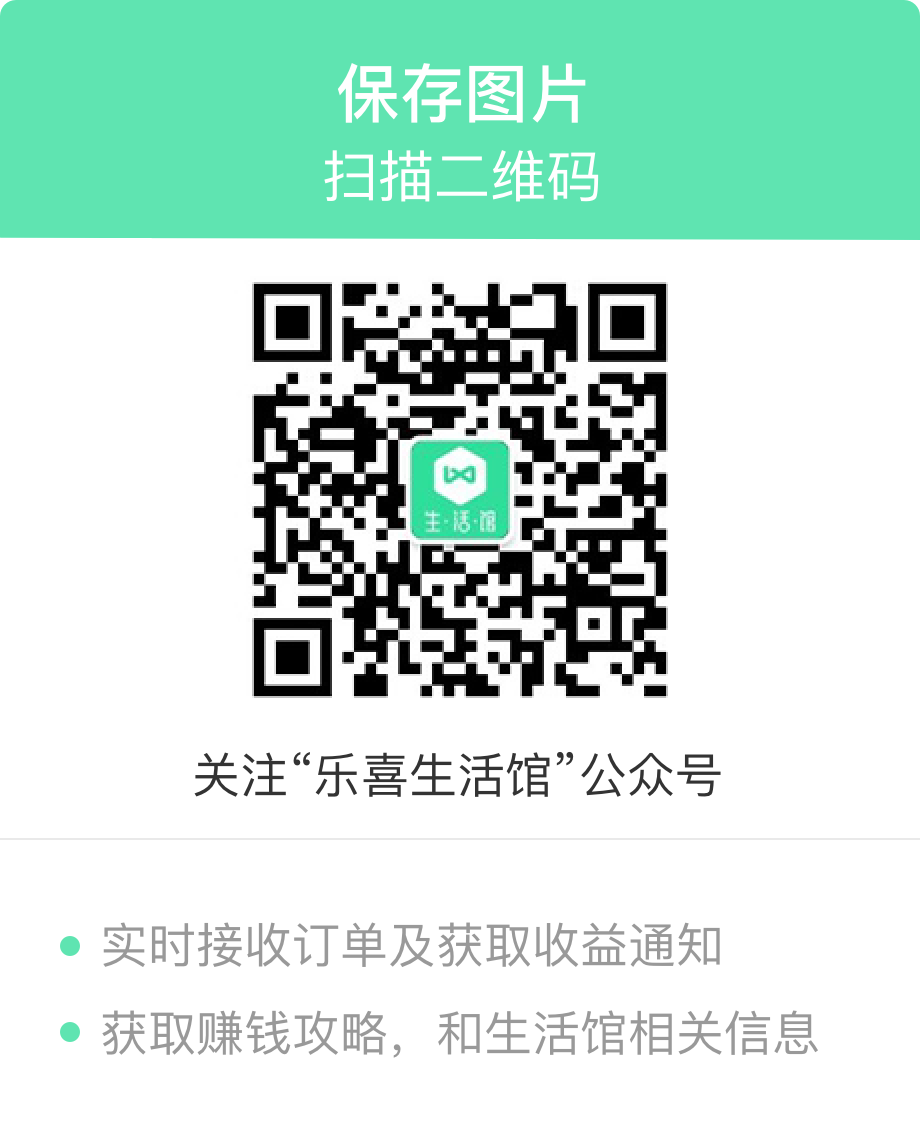 保存图片
扫描二维码
生·活·馆
关注“乐喜生活馆”公众号
实时接收订单及获取收益通知
获取赚钱攻略，和生活馆相关信息